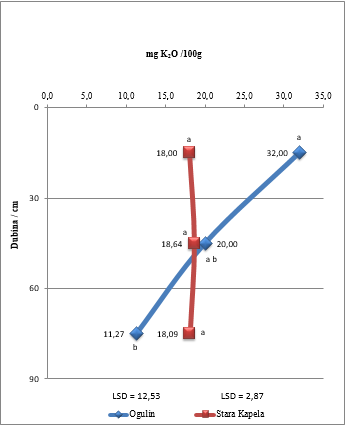 mg K₂O /100g
0,0 5,0 10,0 15,0 20,0 25,0 30,0 35,0
0
a
a
18,00
32,00
30
Dubina / cm
a
18,64
20,00
a b
60
11,27
18,09
a
b
90
LSD = 12,53 LSD = 2,87
Ogulin Stara Kapela